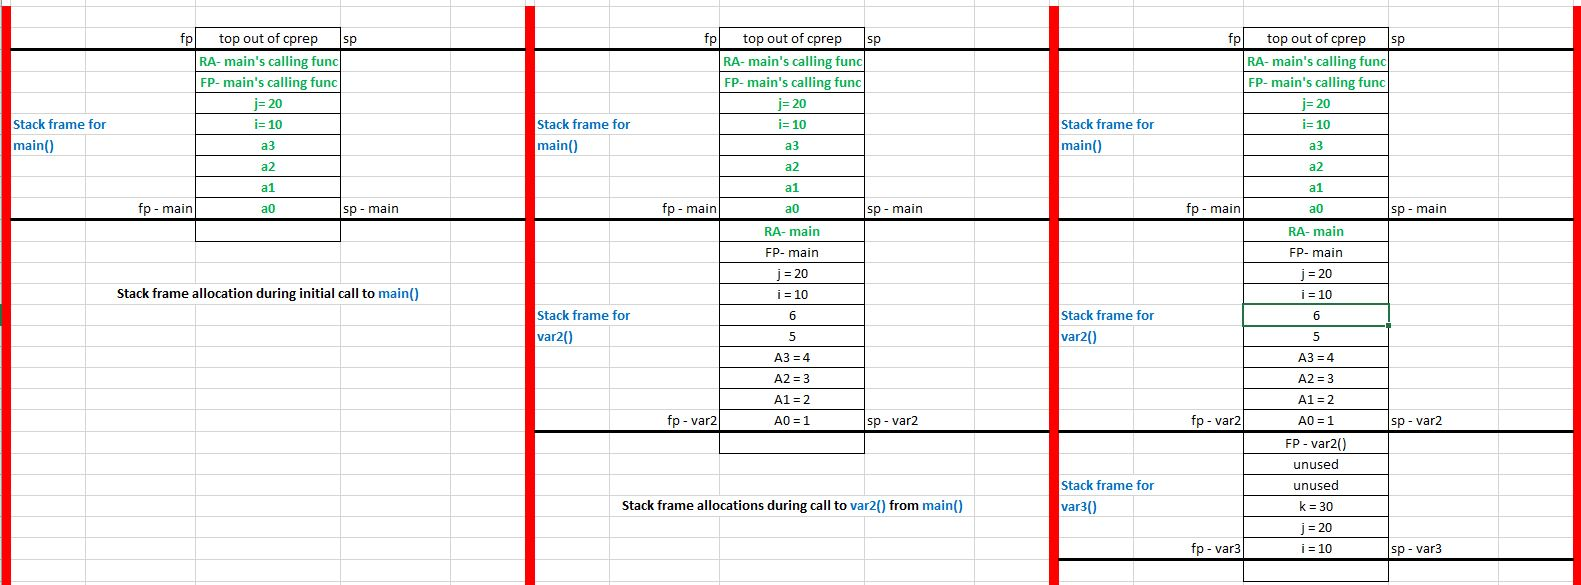 fp top out of cprep sp
RA- main's calling func
FP- main's calling func
j= 20
Stack frame for i= 10
main() a3
a2
a1
fp - main a0 sp - main
Stack frame allocation during initial call to main()
fp top out of cprep sp
RA- main's calling func
FP- main's calling func
j= 20
Stack frame for i= 10
main() a3
a2
a1
fp - main a0 sp - main
RA- main
FP- main
j = 20
i = 10
Stack frame for 6
var2() 5
A3 = 4
A2 = 3
A1 = 2
fp - var2 A0 = 1 sp - var2
Stack frame allocations during call to var2() from main()
fp top out of cprep sp
RA- main's calling func
FP- main's calling func
j= 20
Stack frame for i= 10
main() a3
a2
a1
fp - main a0 sp - main
RA- main
FP- main
j = 20
i = 10
Stack frame for 6
var2() 5
A3 = 4
A2 = 3
A1 = 2
fp - var2 A0 = 1 sp - var2
FP - var2()
unused
Stack frame for unused
var3() k = 30
j = 20
fp - var3 i = 10 sp - var3